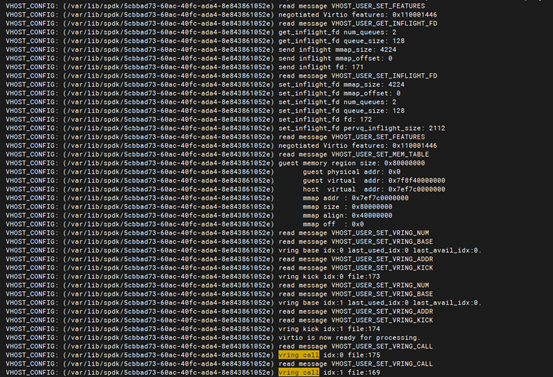 VHOST_CONFIG: (/var/lib/spdk/5cbbad73-60ac-40fc-ada4-8e843861052e) read message VHOST_USER_SET_FEATURES
VHOST_CONFIG: (/var/lib/spdk/5cbbad73-60ac-40fc-ada4-8e843861052e) negotiated Virtio features: 0x110001446
VHOST_CONFIG: (/var/lib/spdk/5cbbad73-60ac-40fc-ada4-8e843861052e) read message VHOST_USER_GET_INFLIGHT_FD
VHOST_CONFIG: (/var/lib/spdk/5cbbad73-60ac-40fc-ada4-8e843861052e) get_inflight_fd num_queues: 2
VHOST_CONFIG: (/var/lib/spdk/5cbbad73-60ac-40fc-ada4-8e843861052e) get_inflight_fd queue_size: 128
VHOST_CONFIG: (/var/lib/spdk/5cbbad73-60ac-40fc-ada4-8e843861052e) send inflight mmap_size: 4224
VHOST_CONFIG: (/var/lib/spdk/5cbbad73-60ac-40fc-ada4-8e843861052e) send inflight mmap_offset: 0
VHOST_CONFIG: (/var/lib/spdk/5cbbad73-60ac-40fc-ada4-8e843861052e) send inflight fd: 171
VHOST_CONFIG: (/var/lib/spdk/5cbbad73-60ac-40fc-ada4-8e843861052e) read message VHOST_USER_SET_INFLIGHT_FD
VHOST_CONFIG: (/var/lib/spdk/5cbbad73-60ac-40fc-ada4-8e843861052e) set_inflight_fd mmap_size: 4224
VHOST_CONFIG: (/var/lib/spdk/5cbbad73-60ac-40fc-ada4-8e843861052e) set_inflight_fd mmap_offset: 0
VHOST_CONFIG: (/var/lib/spdk/5cbbad73-60ac-40fc-ada4-8e843861052e) set_inflight_fd num_queues: 2
VHOST_CONFIG: (/var/lib/spdk/5cbbad73-60ac-40fc-ada4-8e843861052e) set_inflight_fd queue_size: 128
VHOST_CONFIG: (/var/lib/spdk/5cbbad73-60ac-40fc-ada4-8e843861052e) set_inflight_fd fd: 172
VHOST_CONFIG: (/var/lib/spdk/5cbbad73-60ac-40fc-ada4-8e843861052e) set_inflight_fd pervq_inflight_size: 2112
VHOST_CONFIG: (/var/lib/spdk/5cbbad73-60ac-40fc-ada4-8e843861052e) read message VHOST_USER_SET_FEATURES
VHOST_CONFIG: (/var/lib/spdk/5cbbad73-60ac-40fc-ada4-8e843861052e) negotiated Virtio features: 0x110001446
VHOST_CONFIG: (/var/lib/spdk/5cbbad73-60ac-40fc-ada4-8e843861052e) read message VHOST_USER_SET_MEM_TABLE
VHOST_CONFIG: (/var/lib/spdk/5cbbad73-60ac-40fc-ada4-8e843861052e) guest memory region size: 0x80000000
VHOST_CONFIG: (/var/lib/spdk/5cbbad73-60ac-40fc-ada4-8e843861052e) guest physical addr: 0x0
VHOST_CONFIG: (/var/lib/spdk/5cbbad73-60ac-40fc-ada4-8e843861052e) guest virtual addr: 0x7f8f40000000
VHOST_CONFIG: (/var/lib/spdk/5cbbad73-60ac-40fc-ada4-8e843861052e) host virtual addr: 0x7ef7c0000000
VHOST_CONFIG: (/var/lib/spdk/5cbbad73-60ac-40fc-ada4-8e843861052e) mmap addr : 0x7ef7c0000000
VHOST_CONFIG: (/var/lib/spdk/5cbbad73-60ac-40fc-ada4-8e843861052e) mmap size : 0x80000000
VHOST_CONFIG: (/var/lib/spdk/5cbbad73-60ac-40fc-ada4-8e843861052e) mmap align: 0x40000000
VHOST_CONFIG: (/var/lib/spdk/5cbbad73-60ac-40fc-ada4-8e843861052e) mmap off : 0x0
VHOST_CONFIG: (/var/lib/spdk/5cbbad73-60ac-40fc-ada4-8e843861052e) read message VHOST_USER_SET_VRING_NUM
VHOST_CONFIG: (/var/lib/spdk/5cbbad73-60ac-40fc-ada4-8e843861052e) read message VHOST_USER_SET_VRING_BASE
VHOST_CONFIG: (/var/lib/spdk/5cbbad73-60ac-40fc-ada4-8e843861052e) vring base idx:0 last_used_idx:0 last_avail_idx:0.
VHOST_CONFIG: (/var/lib/spdk/5cbbad73-60ac-40fc-ada4-8e843861052e) read message VHOST_USER_SET_VRING_ADDR
VHOST_CONFIG: (/var/lib/spdk/5cbbad73-60ac-40fc-ada4-8e843861052e) read message VHOST_USER_SET_VRING_KICK
VHOST_CONFIG: (/var/lib/spdk/5cbbad73-60ac-40fc-ada4-8e843861052e) vring kick idx:0 file:173
VHOST_CONFIG: (/var/lib/spdk/5cbbad73-60ac-40fc-ada4-8e843861052e) read message VHOST_USER_SET_VRING_NUM
VHOST_CONFIG: (/var/lib/spdk/5cbbad73-60ac-40fc-ada4-8e843861052e) read message VHOST_USER_SET_VRING_BASE
VHOST_CONFIG: (/var/lib/spdk/5cbbad73-60ac-40fc-ada4-8e843861052e) vring base idx:1 last_used_idx:0 last_avail_idx:0.
VHOST_CONFIG: (/var/lib/spdk/5cbbad73-60ac-40fc-ada4-8e843861052e) read message VHOST_USER_SET_VRING_ADDR
VHOST_CONFIG: (/var/lib/spdk/5cbbad73-60ac-40fc-ada4-8e843861052e) read message VHOST_USER_SET_VRING_KICK
VHOST_CONFIG: (/var/lib/spdk/5cbbad73-60ac-40fc-ada4-8e843861052e) vring kick idx:1 file:174
VHOST_CONFIG: (/var/lib/spdk/5cbbad73-60ac-40fc-ada4-8e843861052e) virtio is now ready for processing.
VHOST_CONFIG: (/var/lib/spdk/5cbbad73-60ac-40fc-ada4-8e843861052e) read message VHOST_USER_SET_VRING_CALL
VHOST_CONFIG: (/var/lib/spdk/5cbbad73-60ac-40fc-ada4-8e843861052e) vring call idx:0 file:175
VHOST_CONFIG: (/var/lib/spdk/5cbbad73-60ac-40fc-ada4-8e843861052e) read message VHOST_USER_SET_VRING_CALL
VHOST_CONFIG: (/var/lib/spdk/5cbbad73-60ac-40fc-ada4-8e843861052e) vring call idx:1 file:169